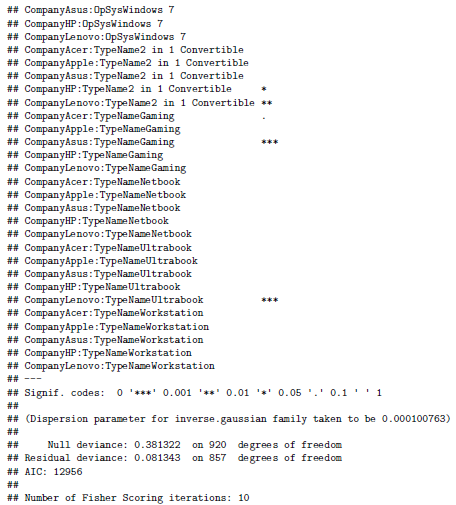 ## CompanyAsus:OpSysWindows 7
## CompanyHP:OpSysWindows 7
## CompanyLenovo:OpSysWindows 7
## CompanyAcer:TypeName2 in 1 Convertible
## CompanyApple:TypeName2 in 1 Convertible
## CompanyAsus:TypeName2 in 1 Convertible
## CompanyHP:TypeName2 in 1 Convertible     *
## CompanyLenovo:TypeName2 in 1 Convertible **
## CompanyAcer:TypeNameGaming               .
## CompanyApple:TypeNameGaming
## CompanyAsus:TypeNameGaming               ***
## CompanyHP:TypeNameGaming
## CompanyLenovo:TypeNameGaming
## CompanyAcer:TypeNameNetbook
## CompanyApple:TypeNameNetbook
## CompanyAsus:TypeNameNetbook
## CompanyHP:TypeNameNetbook
## CompanyLenovo:TypeNameNetbook
## CompanyAcer:TypeNameUltrabook
## CompanyApple:TypeNameUltrabook
## CompanyAsus:TypeNameUltrabook
## CompanyHP:TypeNameUltrabook
## CompanyLenovo:TypeNameUltrabook          ***
## CompanyAcer:TypeNameWorkstation
## CompanyApple:TypeNameWorkstation
## CompanyAsus:TypeNameWorkstation
## CompanyHP:TypeNameWorkstation
## CompanyLenovo:TypeNameWorkstation
## ---
## Signif. codes:  0 '***' 0.001 '**' 0.01 '*' 0.05 '.' 0.1 ' ' 1
##
## (Dispersion parameter for inverse.gaussian family taken to be 0.000100763)
##
##     Null deviance: 0.381322  on 920  degrees of freedom
## Residual deviance: 0.081343  on 857  degrees of freedom
## AIC: 12956
##
## Number of Fisher Scoring iterations: 10